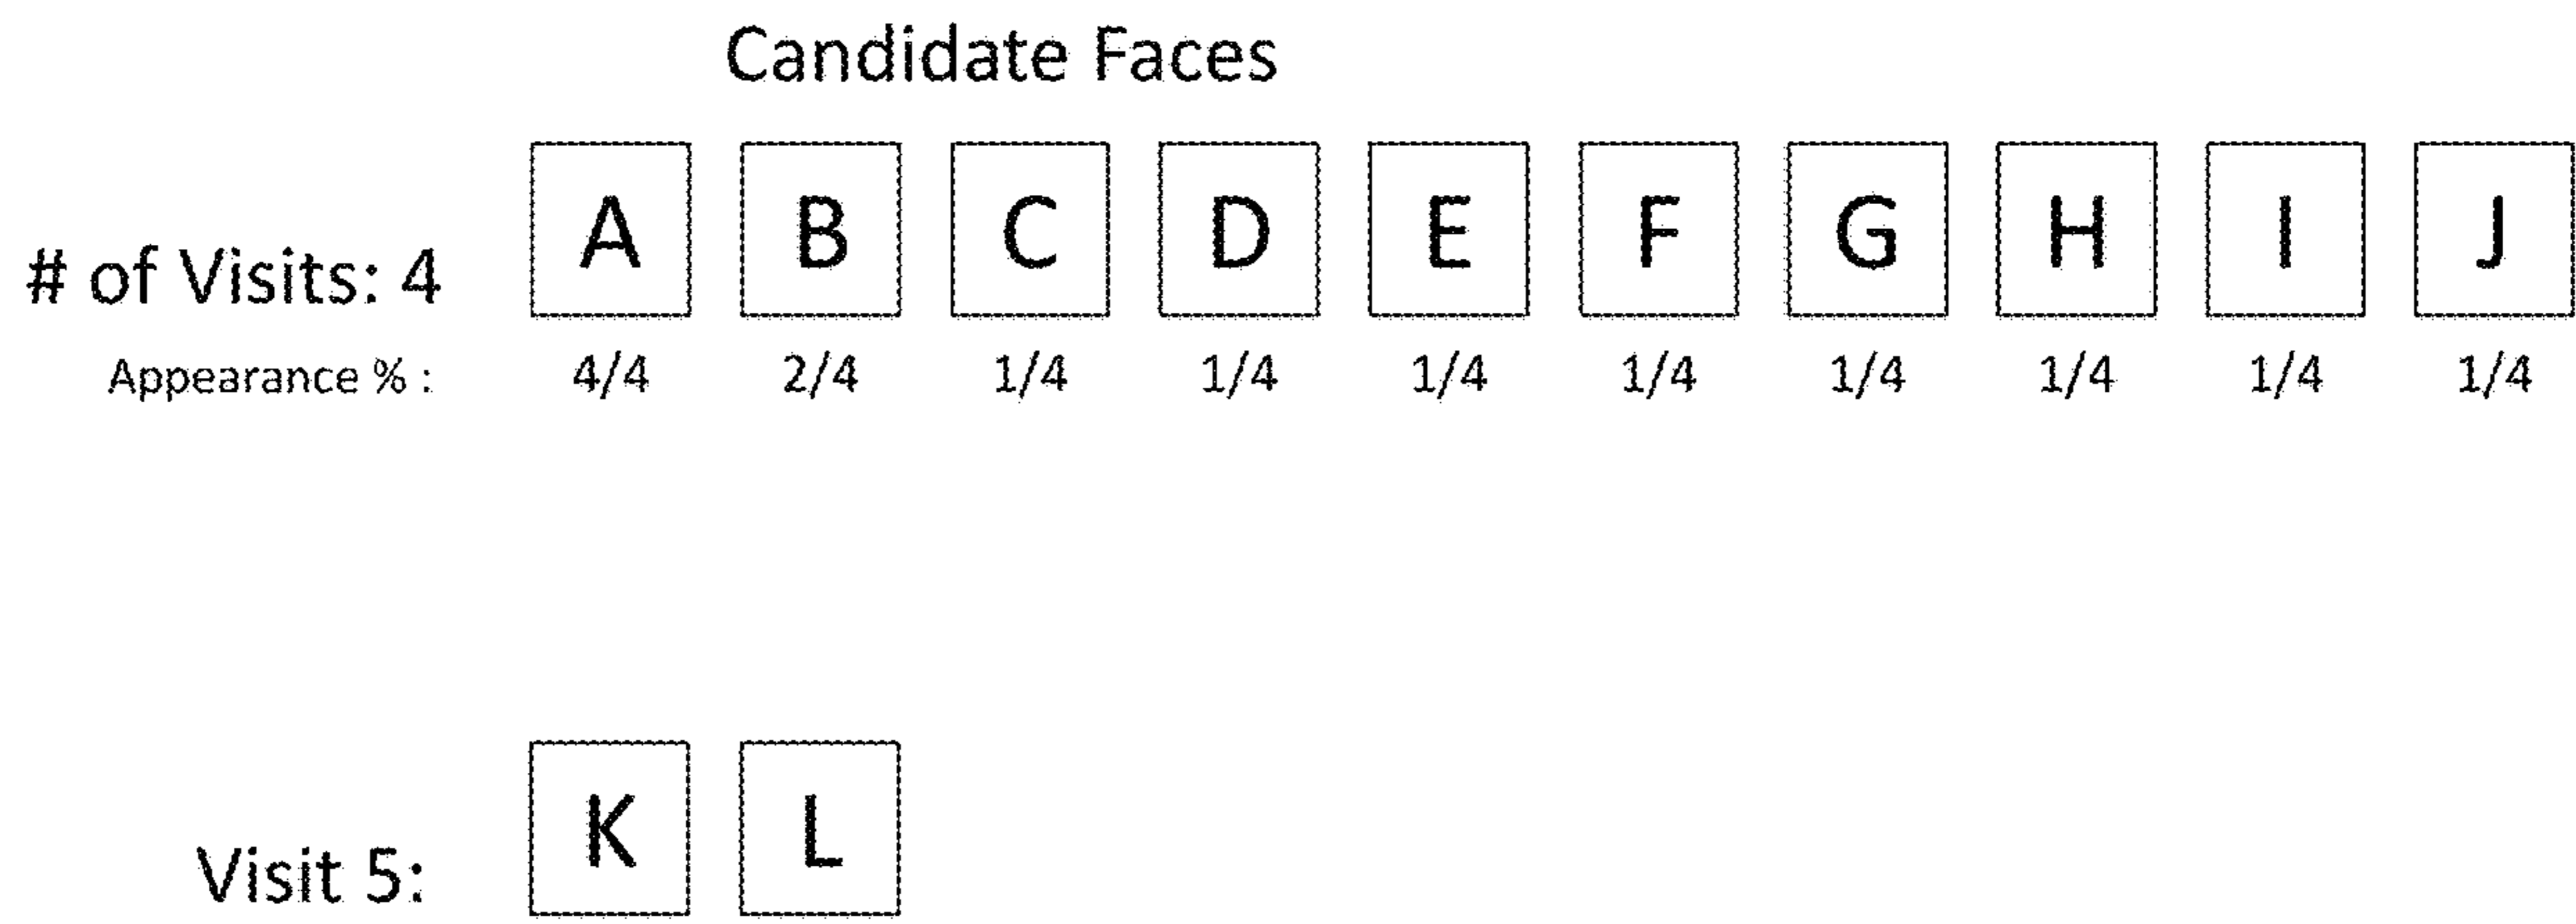 Candidate Faces
A B C D E F G H I J
# of Visits: 4
Appearance % : 4/4 2/4 1/4 1/4 1/4 1/4 1/4 1/4 1/4 1/4
K L
Visit 5: